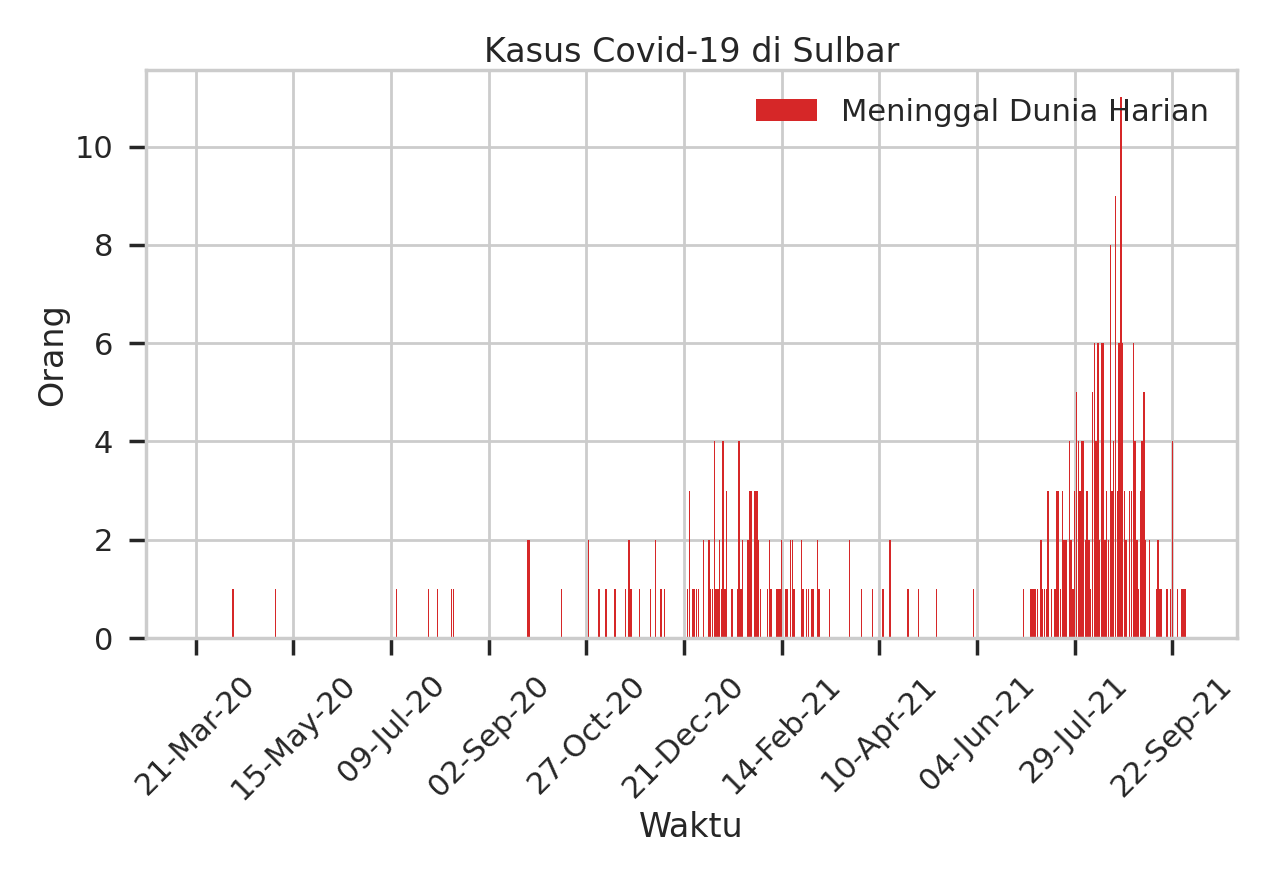 Kasus Covid-19 di Sulbar
Meninggal Dunia Harian
Orang
10
8
6
4
2
0
21-Mar-20
15-May-20
09-Jul-20
02-Sep-20
27-Oct-20
21-Dec-20
14-Feb-21
10-Apr-21
04-Jun-21
29-Jul-21
22-Sep-21
Waktu